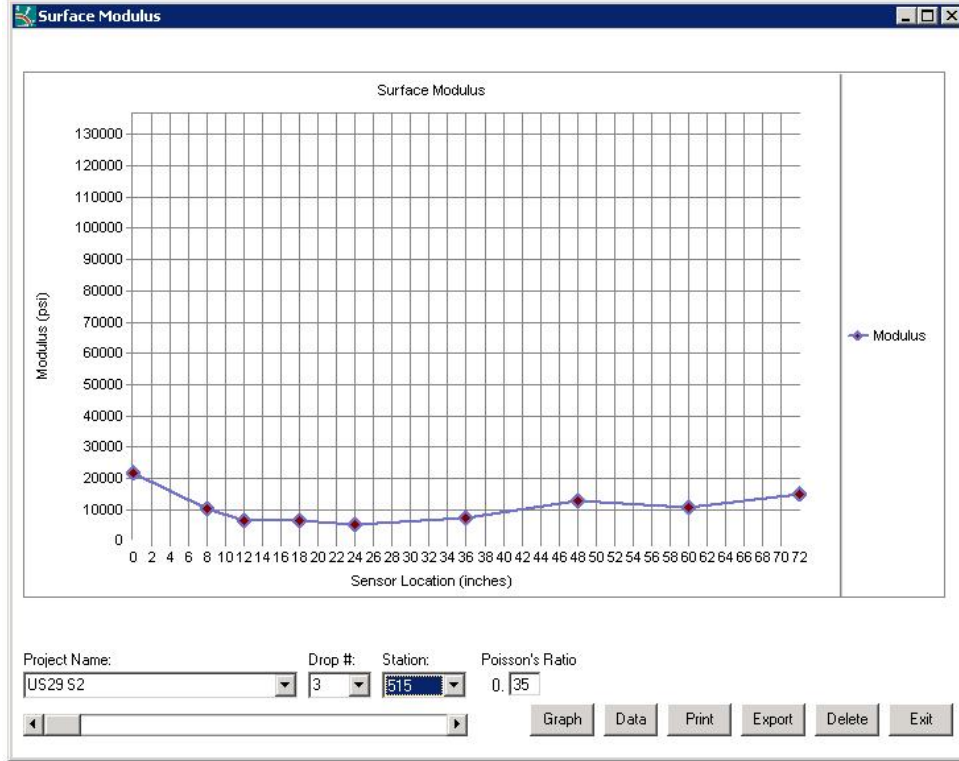 Surface Modulus
Surface Modulus
130000
120000
110000
100000
90000
80000
70000
60000
50000
40000
30000
20000
10000
0
Modulus (psi)
Modulus
0 2 4 6 8 10 12 14 16 18 20 22 24 26 28 30 32 34 36 38 40 42 44 46 48 50 52 54 56 58 60 62 64 66 68 70 72
Sensor Location (inches)
Project Name: Drop #: Station: Poisson's Ratio
US29 S2 3 515 0. 35
Graph Data Print Export Delete Exit